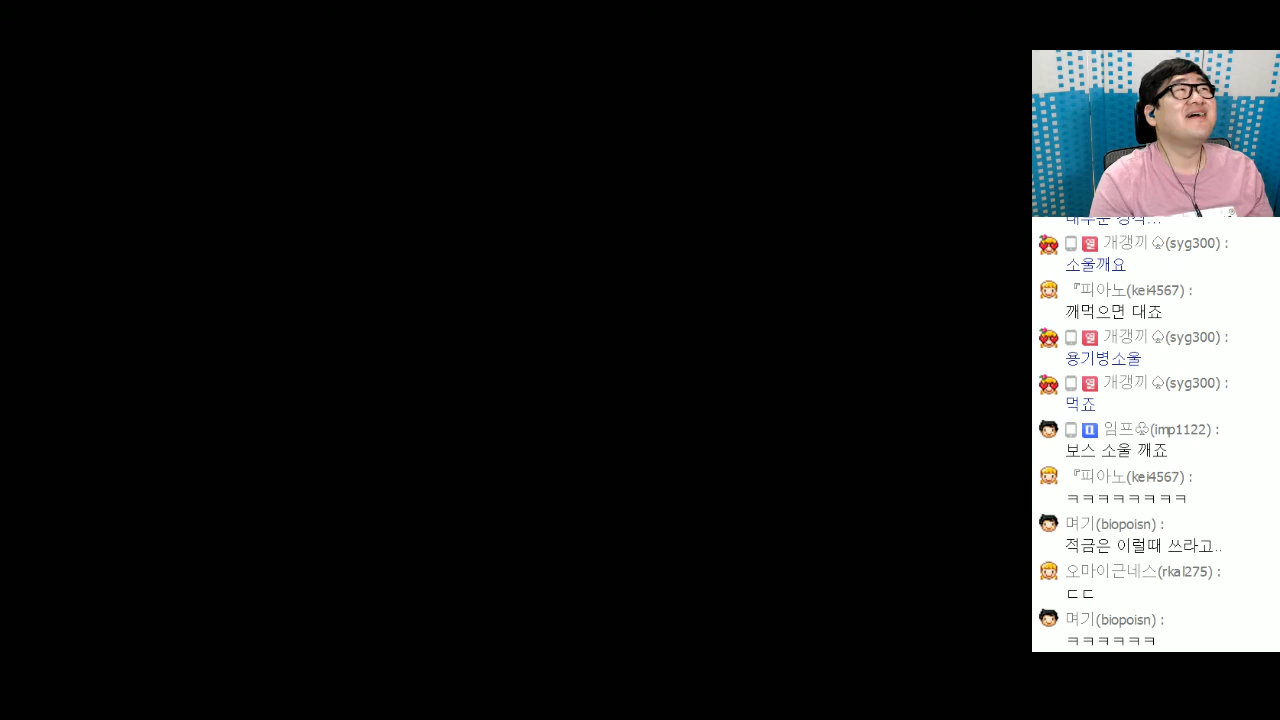 개갱끼♤(syg300) :
소울깨요
『피아노(kei4567) :
깨먹으면 대죠
개갱끼♤(syg300) :
용기병소울
개갱끼♤(syg300) :
먹죠
임프♧(imp1122) :
보스 소울 깨죠
『피아노(kei4567) :
ㅋㅋㅋㅋㅋㅋㅋㅋ
며기(biopoisn) :
적금은 이럴때 쓰라고..
오마이근네스(rkal275) :
ㄷㄷ
며기(biopoisn) :
ㅋㅋㅋㅋㅋㅋ